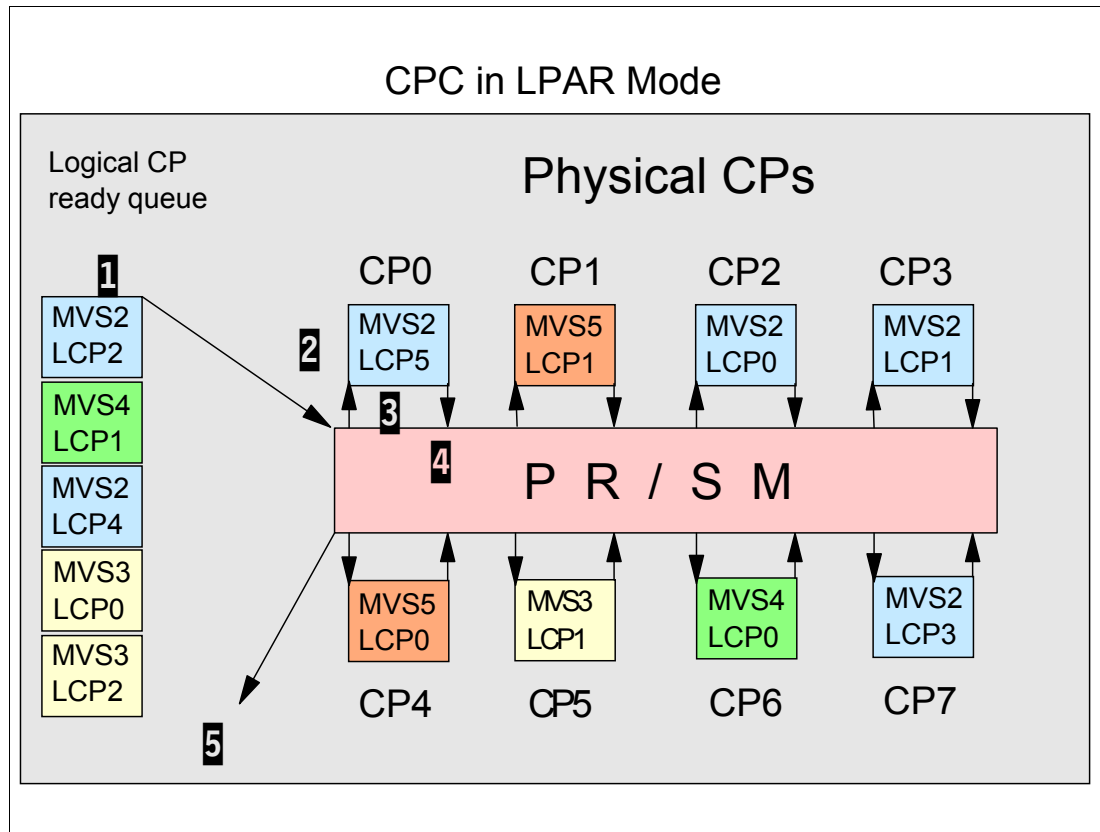 CPC in LPAR Mode
Logical CP
ready queue
Physical CPs
1
MVS2
LCP2
MVS4
LCP1
MVS2
LCP4
MVS3
LCP0
MVS3
LCP2
2
3
4
5
CP0
CP1
CP2
CP3
MVS2
LCP5
MVS5
LCP1
MVS2
LCP0
MVS2
LCP1
P R / S M
MVS5
LCP0
MVS3
LCP1
MVS4
LCP0
MVS2
LCP3
CP4
CP5
CP6
CP7